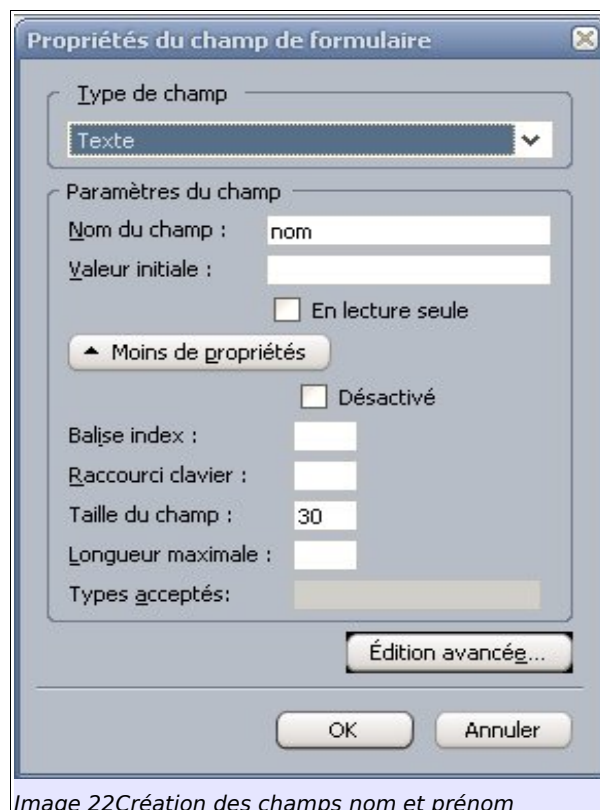 Propriétés du champ de formulaire
Type de champ
Texte
Paramètres du champ
Nom du champ : nom
Valeur initiale :
En lecture seule
Moins de propriétés
Désactivé
Balise index :
Raccourci clavier :
Taille du champ : 30
Longueur maximale :
Types acceptés:
Édition avancée...
OK Annuler
Image 22Création des champs nom et prénom